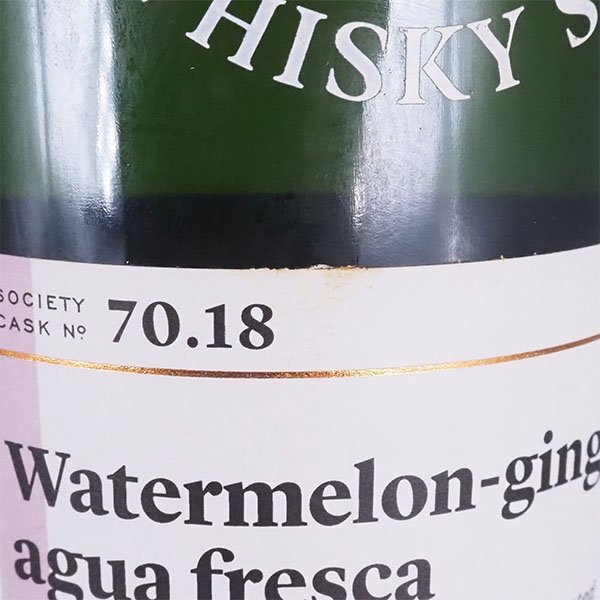 HISKY S
SOCIETY
CASK Nº 70.18
Watermelon-ging
agua fresca